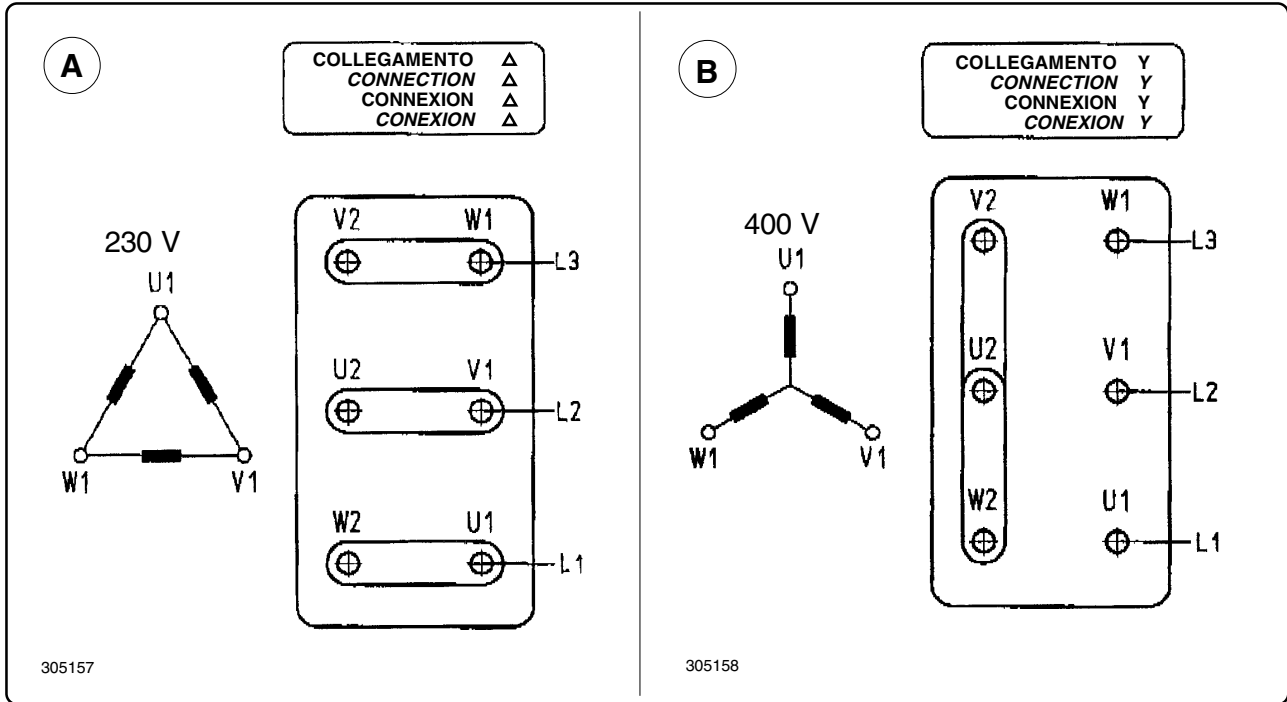 A
COLLEGAMENTO Δ
CONNECTION Δ
CONNEXION Δ
CONEXION Δ
230 V
U1
W1
V1
V2 W1
L3
U2 V1
L2
W2 U1
L1
305157
B
COLLEGAMENTO Y
CONNECTION Y
CONNEXION Y
CONEXION Y
400 V
U1
W1
V1
V2 W1
L3
U2 V1
L2
W2 U1
L1
305158